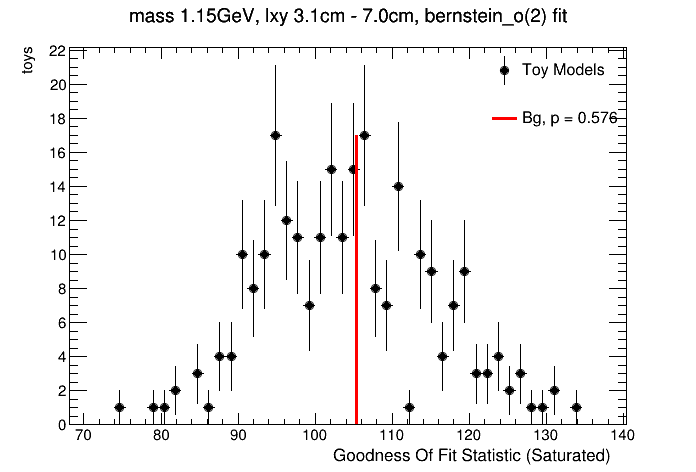 mass 1.15GeV, lxy 3.1cm - 7.0cm, bernstein_o(2) fit
toys
22
20
18
16
14
12
10
8
6
4
2
0
Toy Models
Bg, p = 0.576
70 80 90 100 110 120 130 140
Goodness Of Fit Statistic (Saturated)